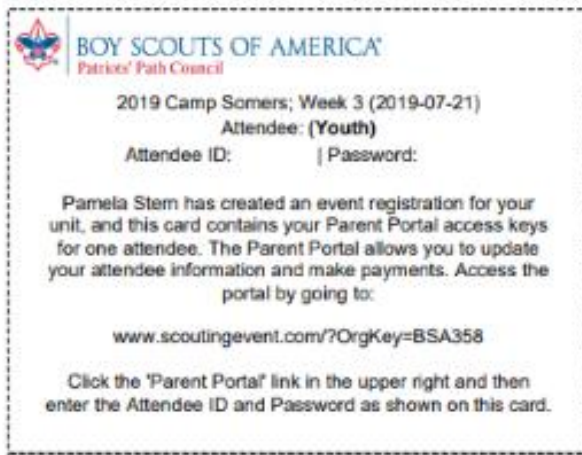 BOY SCOUTS OF AMERICA®
Patriots' Path Council
2019 Camp Somers; Week 3 (2019-07-21)
Attendee: (Youth)
Attendee ID: | Password:
Pamela Stern has created an event registration for your
unit, and this card contains your Parent Portal access keys
for one attendee. The Parent Portal allows you to update
your attendee information and make payments. Access the
portal by going to:
www.scoutingevent.com/?OrgKey=BSA358
Click the "Parent Portal" link in the upper right and then
enter the Attendee ID and Password as shown on this card.